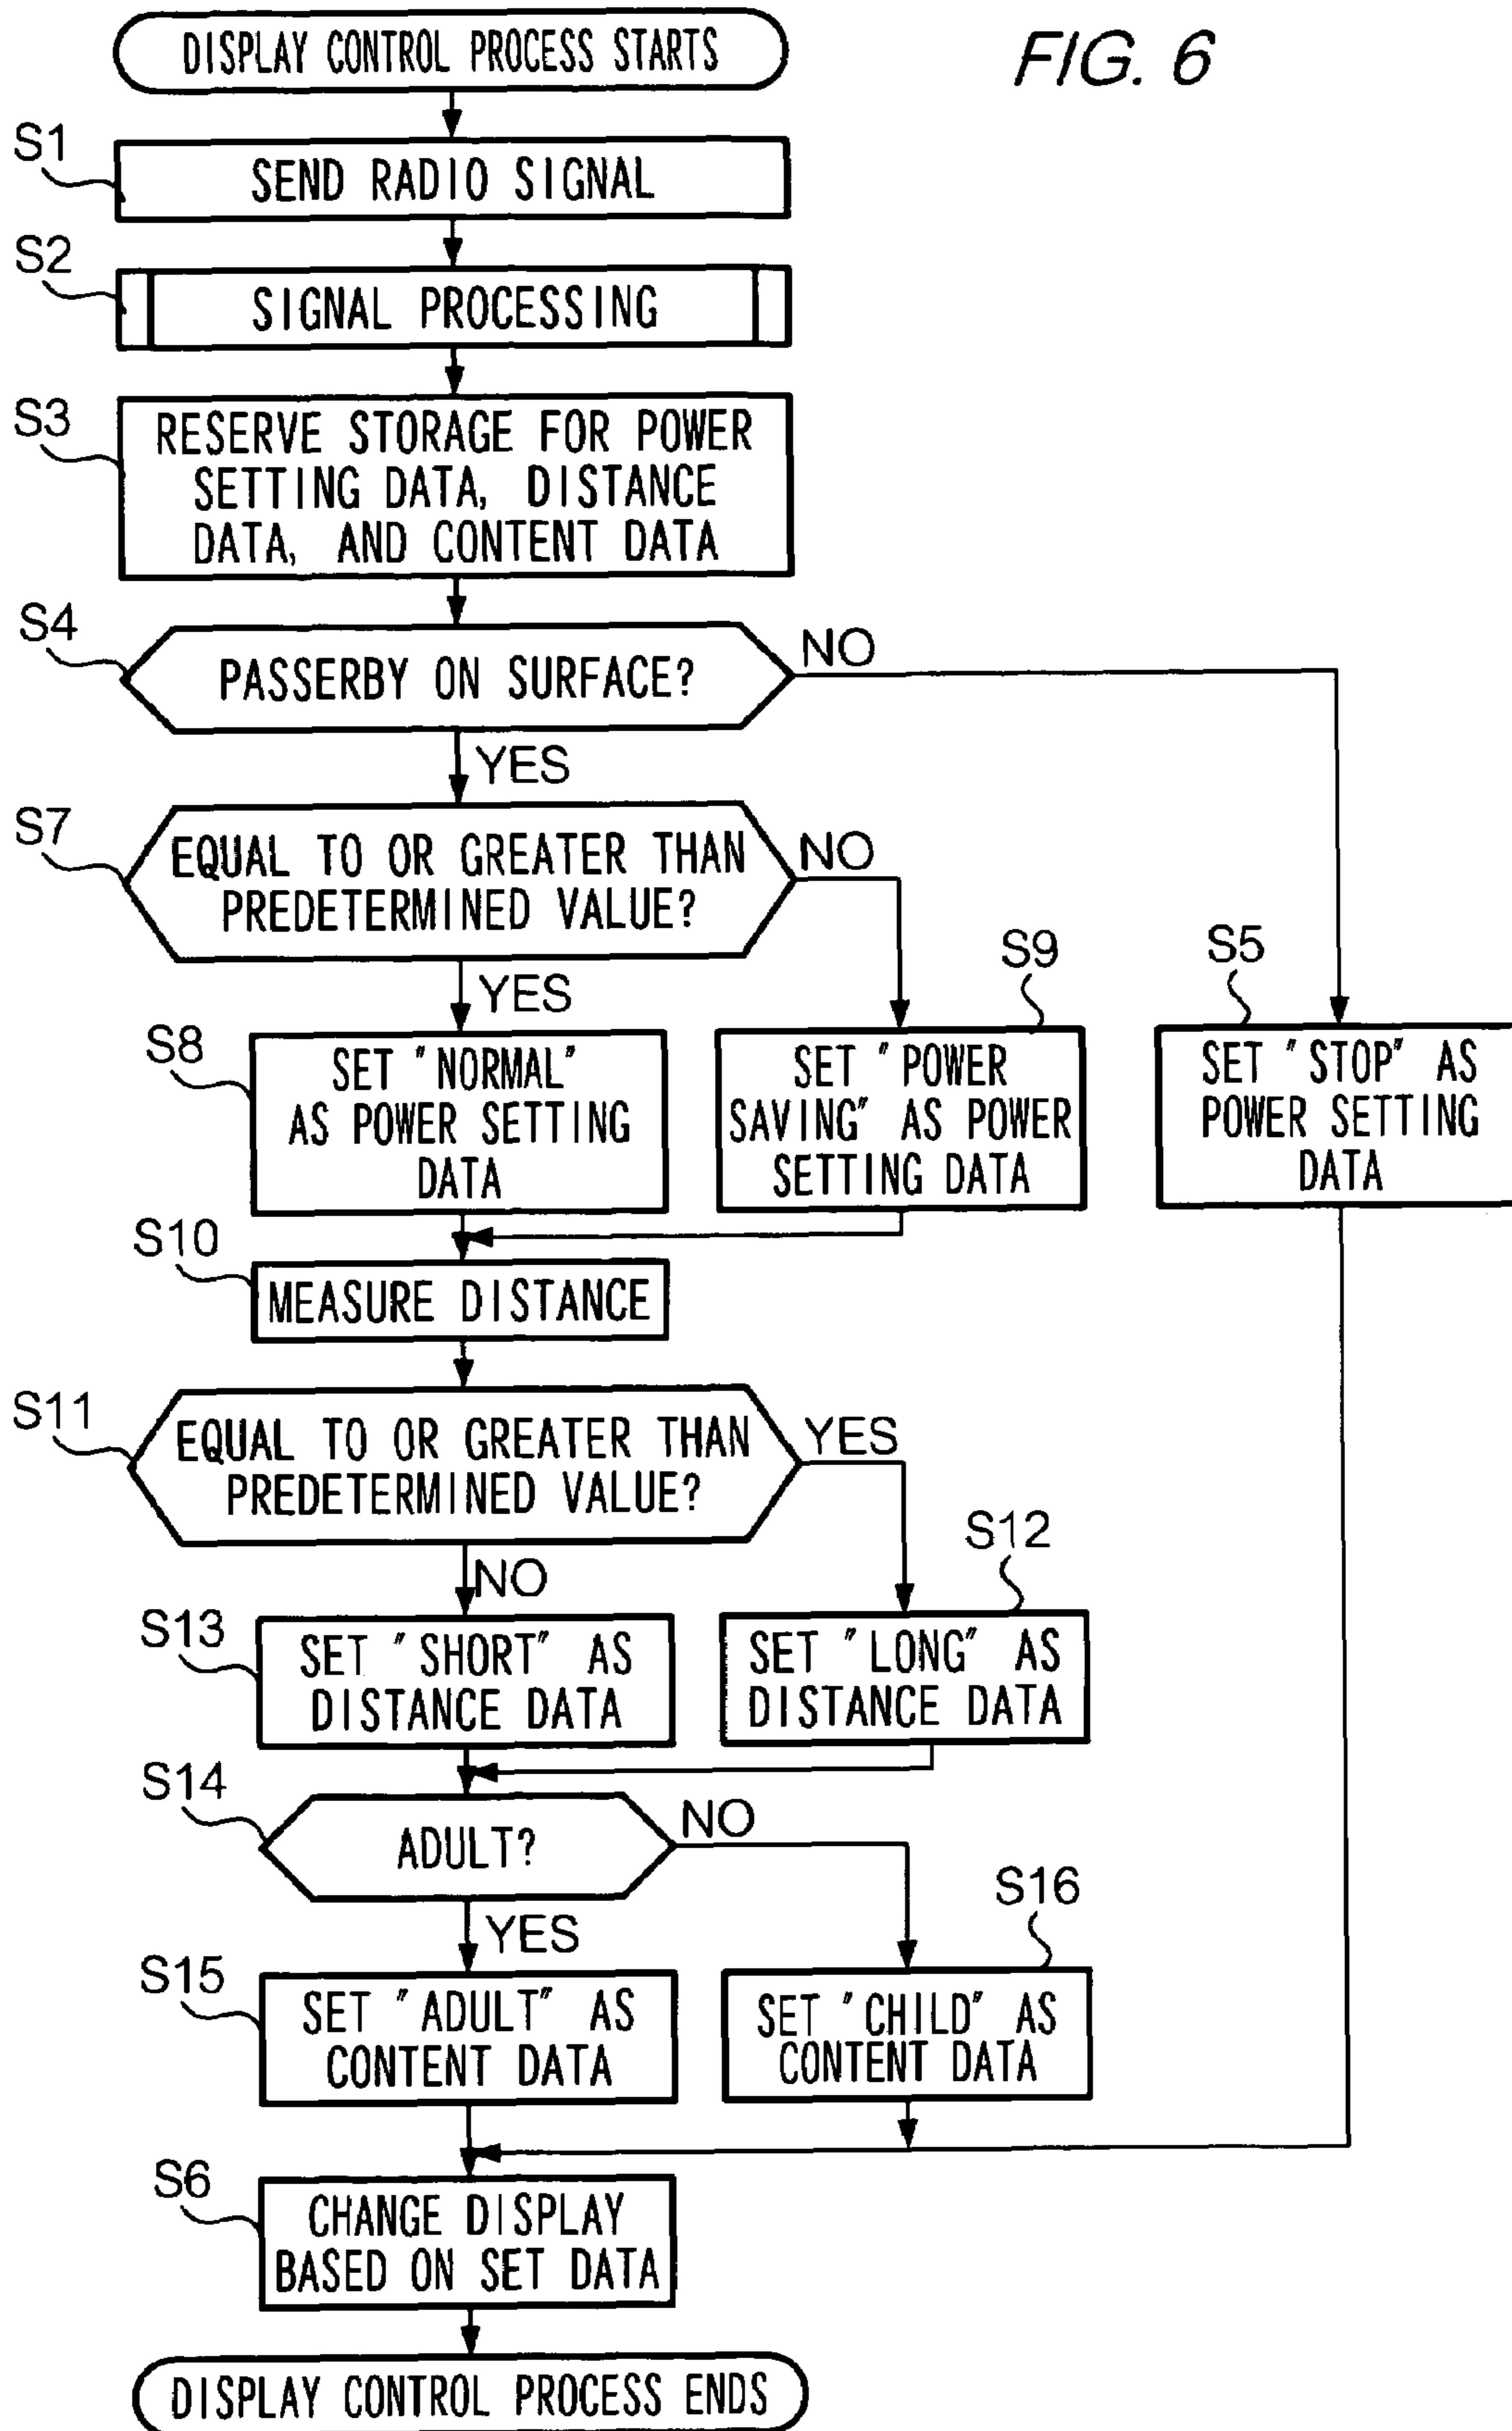 DISPLAY CONTROL PROCESS STARTS
FIG. 6
S1
SEND RADIO SIGNAL
S2
SIGNAL PROCESSING
S3
RESERVE STORAGE FOR POWER
SETTING DATA, DISTANCE
DATA, AND CONTENT DATA
S4
PASSERBY ON SURFACE?
NO
YES
S7
EQUAL TO OR GREATER THAN
PREDETERMINED VALUE?
NO
YES
S8
SET "NORMAL"
AS POWER SETTING
DATA
S9
SET "POWER
SAVING" AS POWER
SETTING DATA
S5
SET "STOP" AS
POWER SETTING
DATA
S10
MEASURE DISTANCE
S11
EQUAL TO OR GREATER THAN
PREDETERMINED VALUE?
YES
NO
S13
SET "SHORT" AS
DISTANCE DATA
S12
SET "LONG" AS
DISTANCE DATA
S14
ADULT?
NO
YES
S15
SET "ADULT" AS
CONTENT DATA
S16
SET "CHILD" AS
CONTENT DATA
S6
CHANGE DISPLAY
BASED ON SET DATA
DISPLAY CONTROL PROCESS ENDS